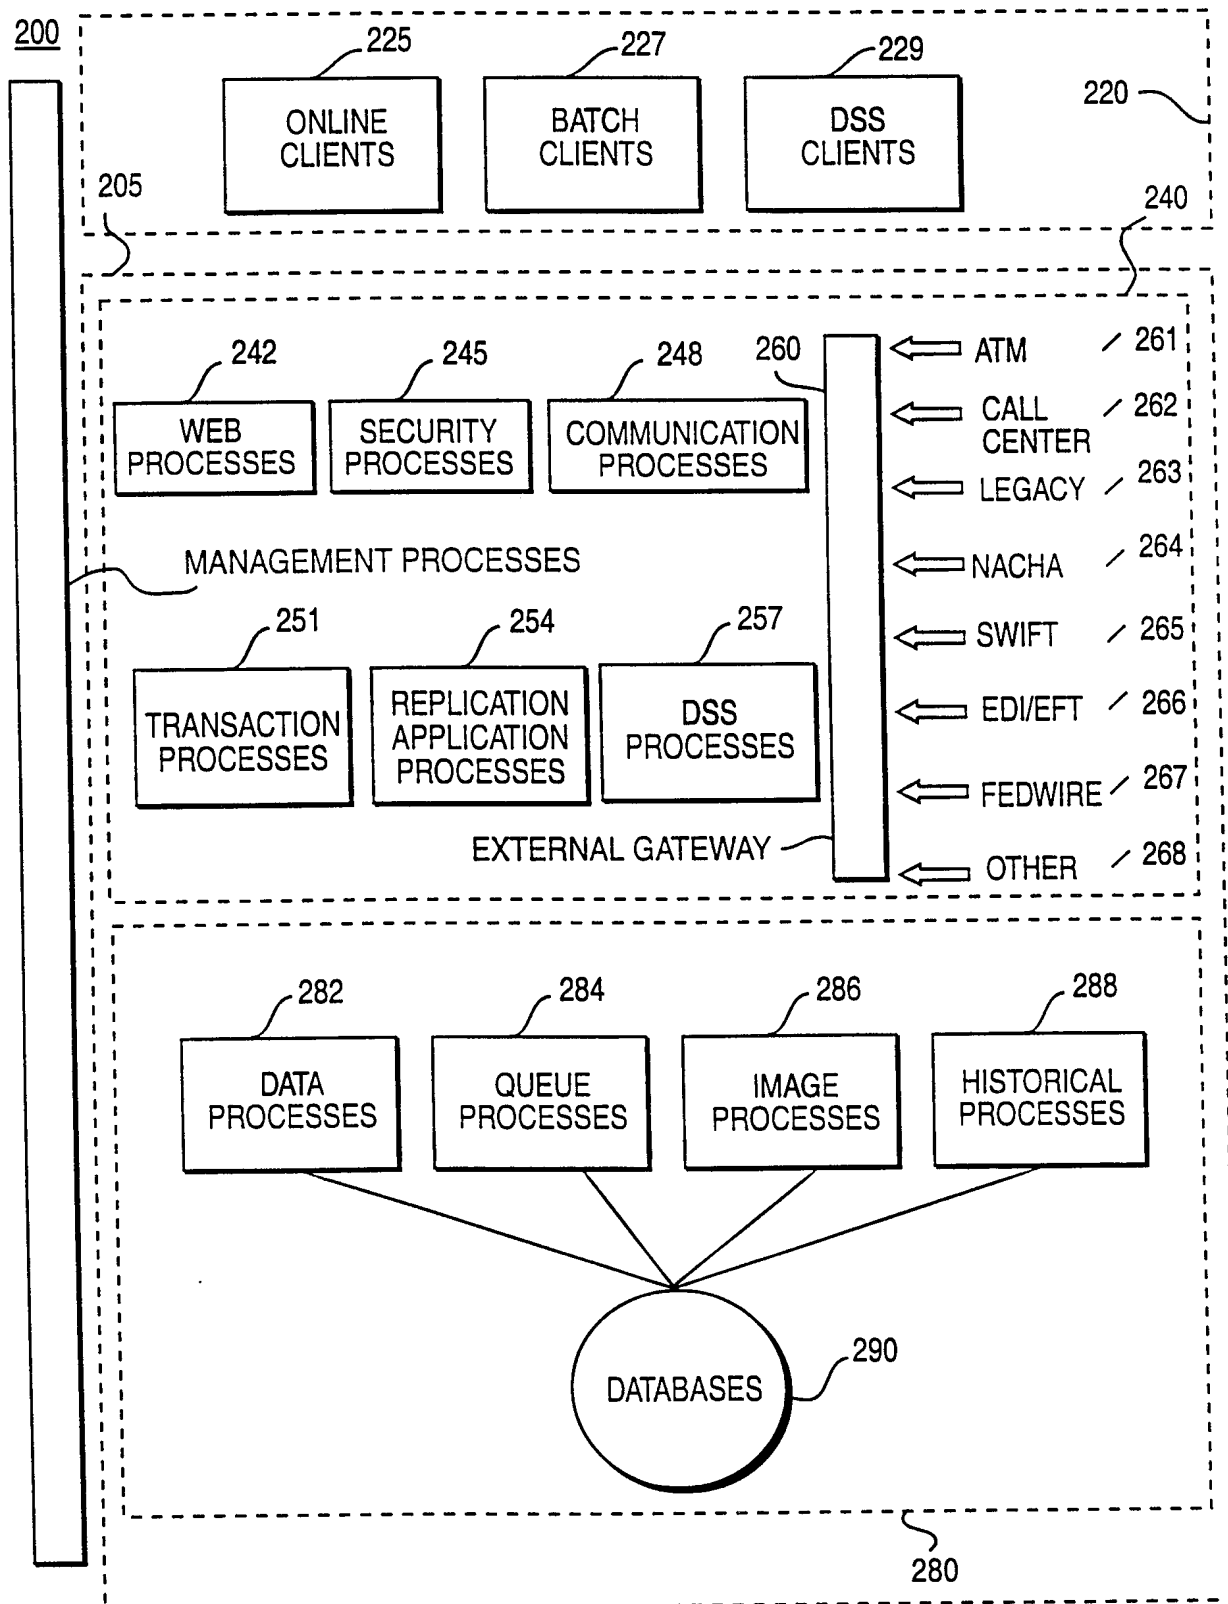 200
225
227
229
220
ONLINE
CLIENTS
BATCH
CLIENTS
DSS
CLIENTS
205
240
242
245
248
260
WEB
PROCESSES
SECURITY
PROCESSES
COMMUNICATION
PROCESSES
ATM
261
CALL
CENTER
262
LEGACY
263
MANAGEMENT PROCESSES
NACHA
264
251
254
257
SWIFT
265
TRANSACTION
PROCESSES
REPLICATION
APPLICATION
PROCESSES
DSS
PROCESSES
EDI/EFT
266
FEDWIRE
267
EXTERNAL GATEWAY
OTHER
268
282
284
286
288
DATA
PROCESSES
QUEUE
PROCESSES
IMAGE
PROCESSES
HISTORICAL
PROCESSES
DATABASES
290
280